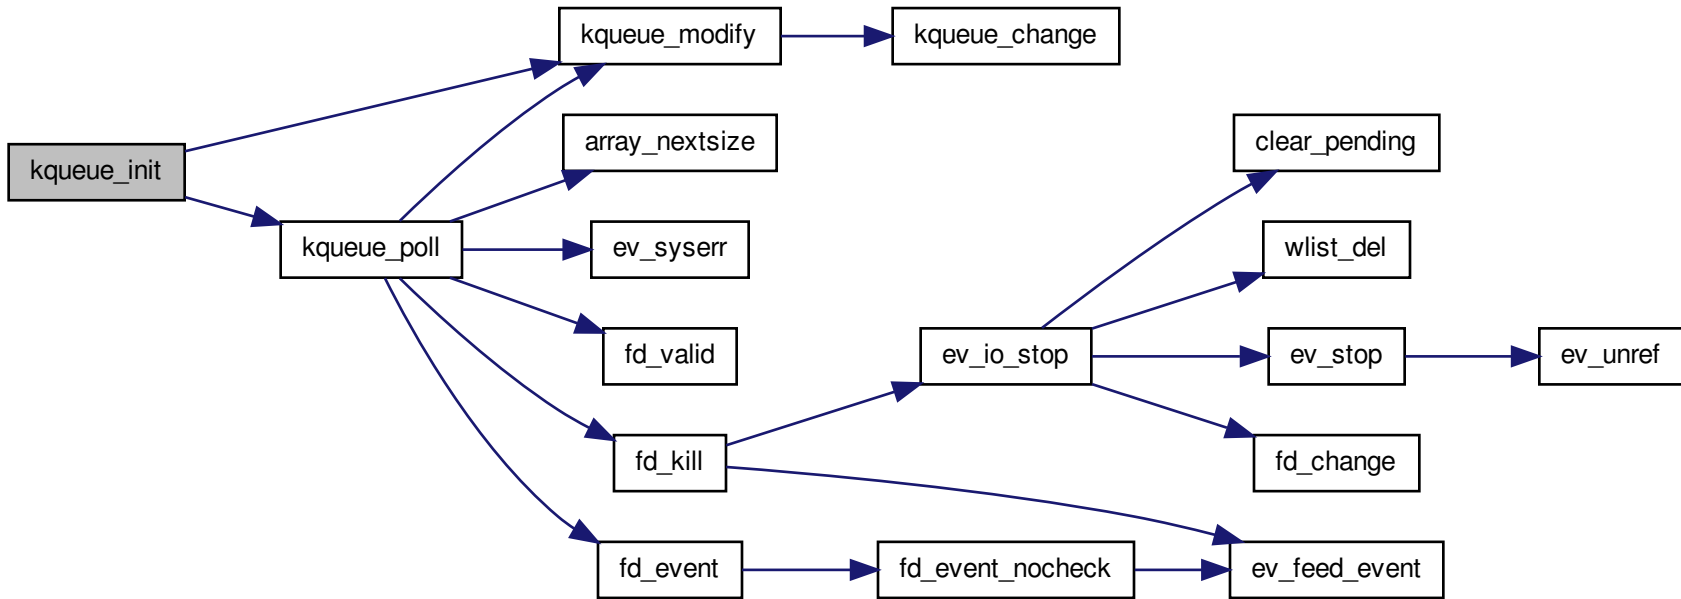 kqueue_modify
kqueue_change
array_nextsize
clear_pending
kqueue_init
kqueue_poll
ev_syserr
wlist_del
fd_valid
ev_io_stop
ev_stop
ev_unref
fd_kill
fd_change
fd_event
fd_event_nocheck
ev_feed_event